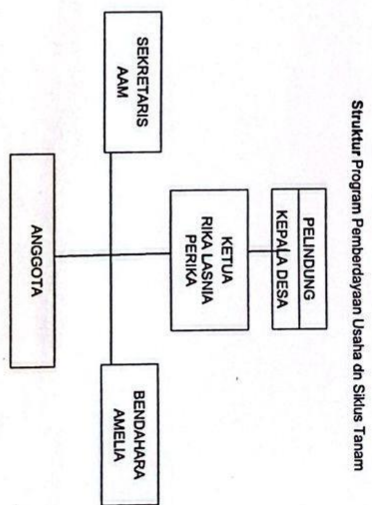 Struktur Program Pemberdayaan Usaha dn Siklus Tanam
PELINDUNG
KEPALA DESA
KETUA
RIKA LASNIA
PERIKA
SEKRETARIS
AAM
BENDAHARA
AMELIA
ANGGOTA